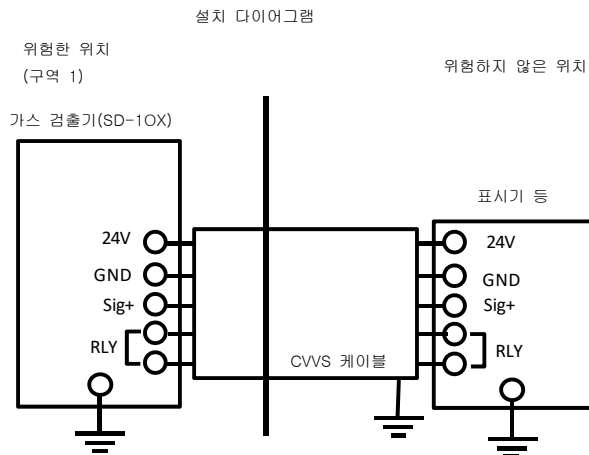 설치 다이어그램
위험한 위치
(구역 1)
위험하지 않은 위치
가스 검출기(SD-1OX)
표시기 등
24V
GND
Sig+
RLY
CVVS 케이블
24V
GND
Sig+
RLY